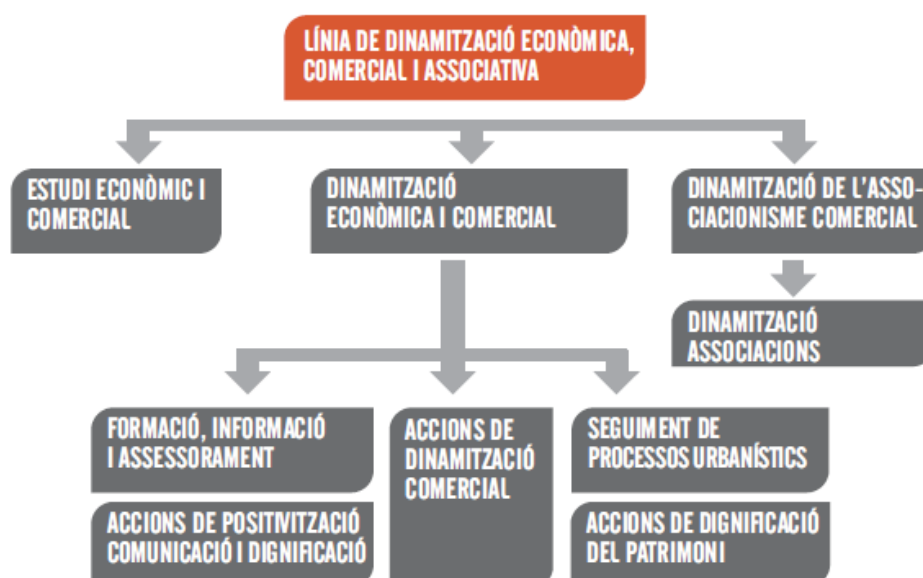 LÍNIA DE DINAMITZACIÓ ECONÒMICA,
COMERCIAL I ASSOCIATIVA
ESTUDI ECONÒMIC I
COMERCIAL
DINAMITZACIÓ
ECONÒMICA I COMERCIAL
DINAMITZACIÓ DE L'ASSO-
CIACIONISME COMERCIAL
DINAMITZACIÓ
ASSOCIACIONS
FORMACIÓ, INFORMACIÓ
I ASSESSORAMENT
ACCIONS DE POSITIVITZACIÓ
COMUNICACIÓ I DIGNIFICACIÓ
ACCIONS DE
DINAMITZACIÓ
COMERCIAL
SEGUIMENT DE
PROCESSOS URBANÍSTICS
ACCIONS DE DIGNIFICACIÓ
DEL PATRIMONI